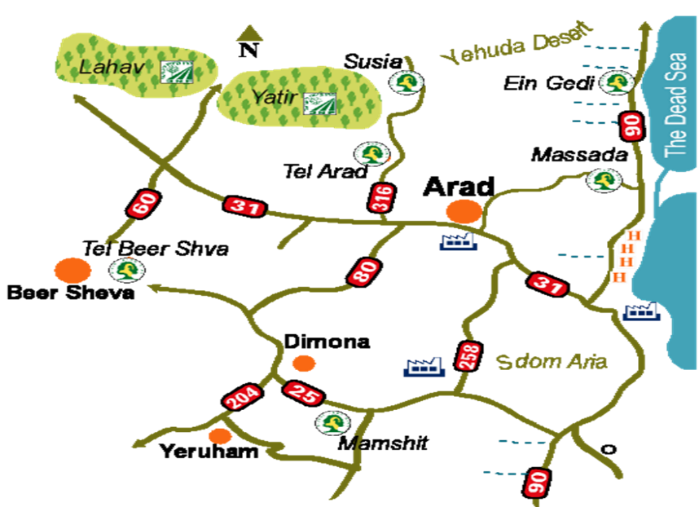 Yehuda Desert
Susia
Lahav
N
Yatir
Ein Gedi
The Dead Sea
90
Massada
Tel Arad
Arad
316
60
31
H
H
H
H
Tel Beer Shva
80
Beer Sheva
31
Dimona
258
Sdom Aria
204
25
Mamshit
Yeruham
90